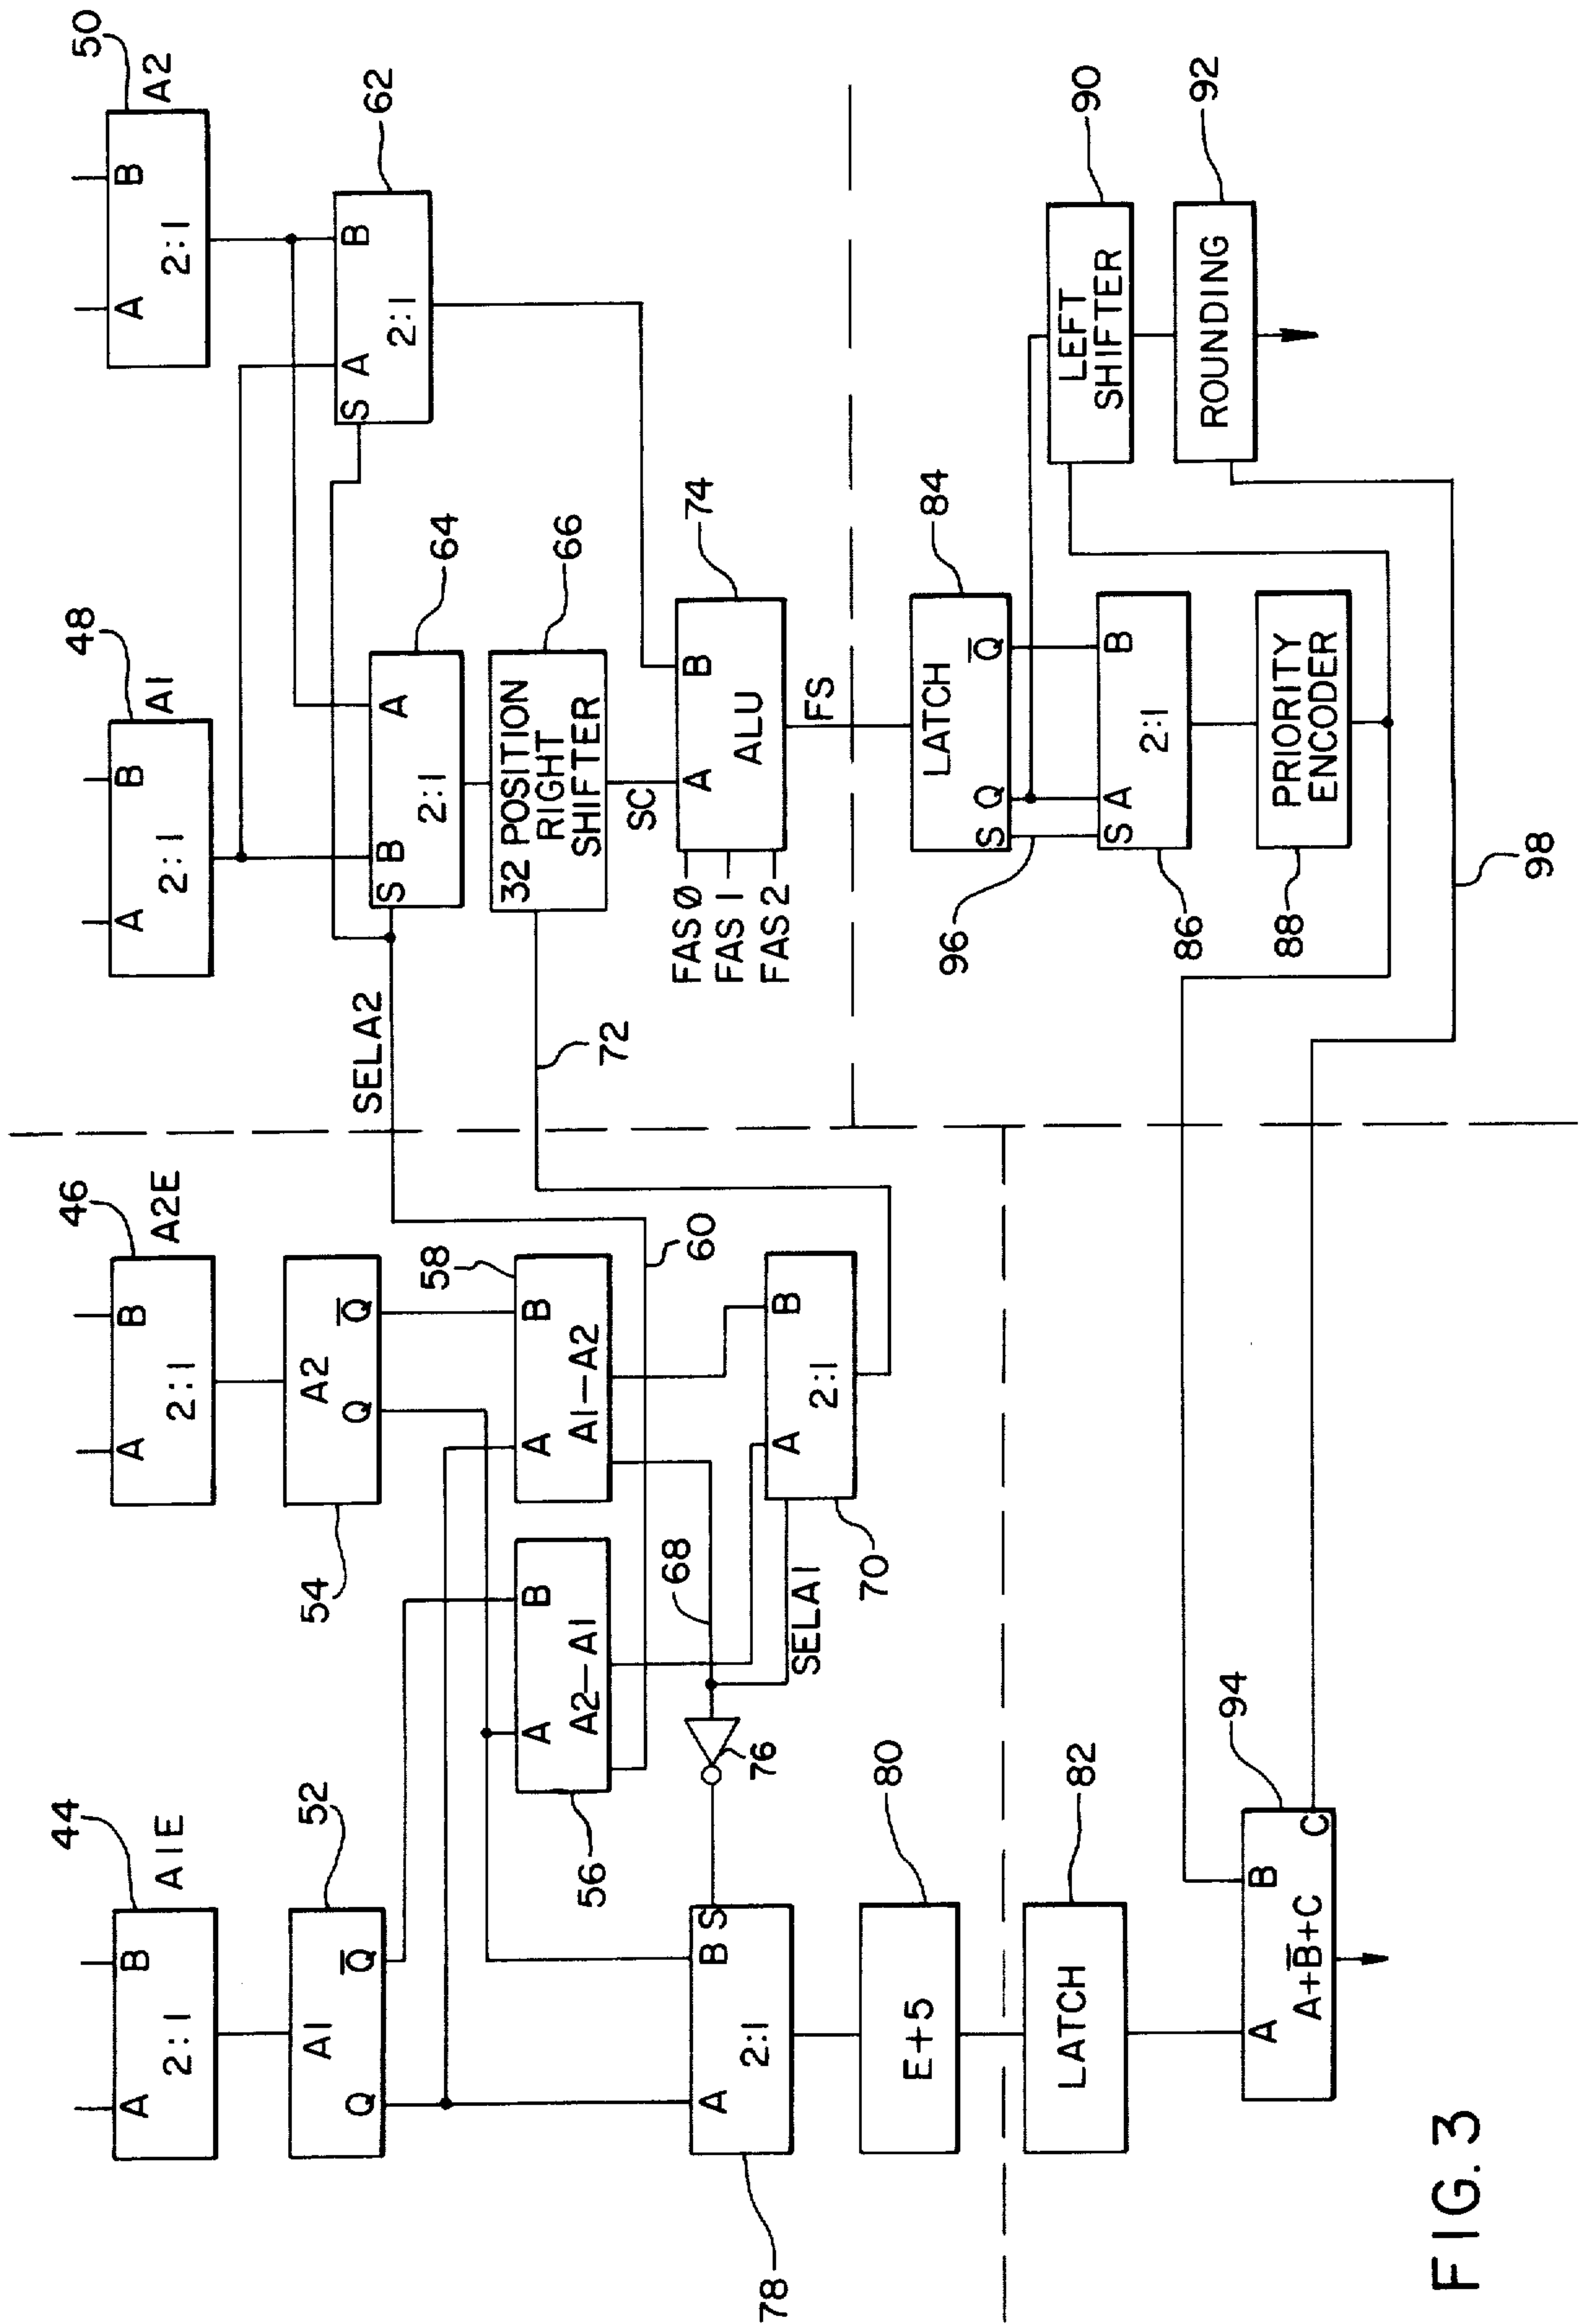 44
A1E
A B
2:1
46
A2E
A B
2:1
48
A1
A B
2:1
50
A2
A B
2:1
52
A1
Q Q̅
54
A2
Q Q̅
SELA2
S B A
2:1
64
S A B
2:1
62
A B
A2–A1
56
A B
A1–A2
58
60
32 POSITION
RIGHT
SHIFTER
66
72
SC
68
76
SELA1
A B
2:1
70
A B S
2:1
78
FASØ
FAS1
FAS2
A B
ALU
74
FS
E+5
80
LATCH
82
LATCH
S Q Q̅
84
96
S A B
2:1
86
PRIORITY
ENCODER
88
LEFT
SHIFTER
90
ROUNDING
92
A B C
A+B̅+C
94
98
FIG. 3